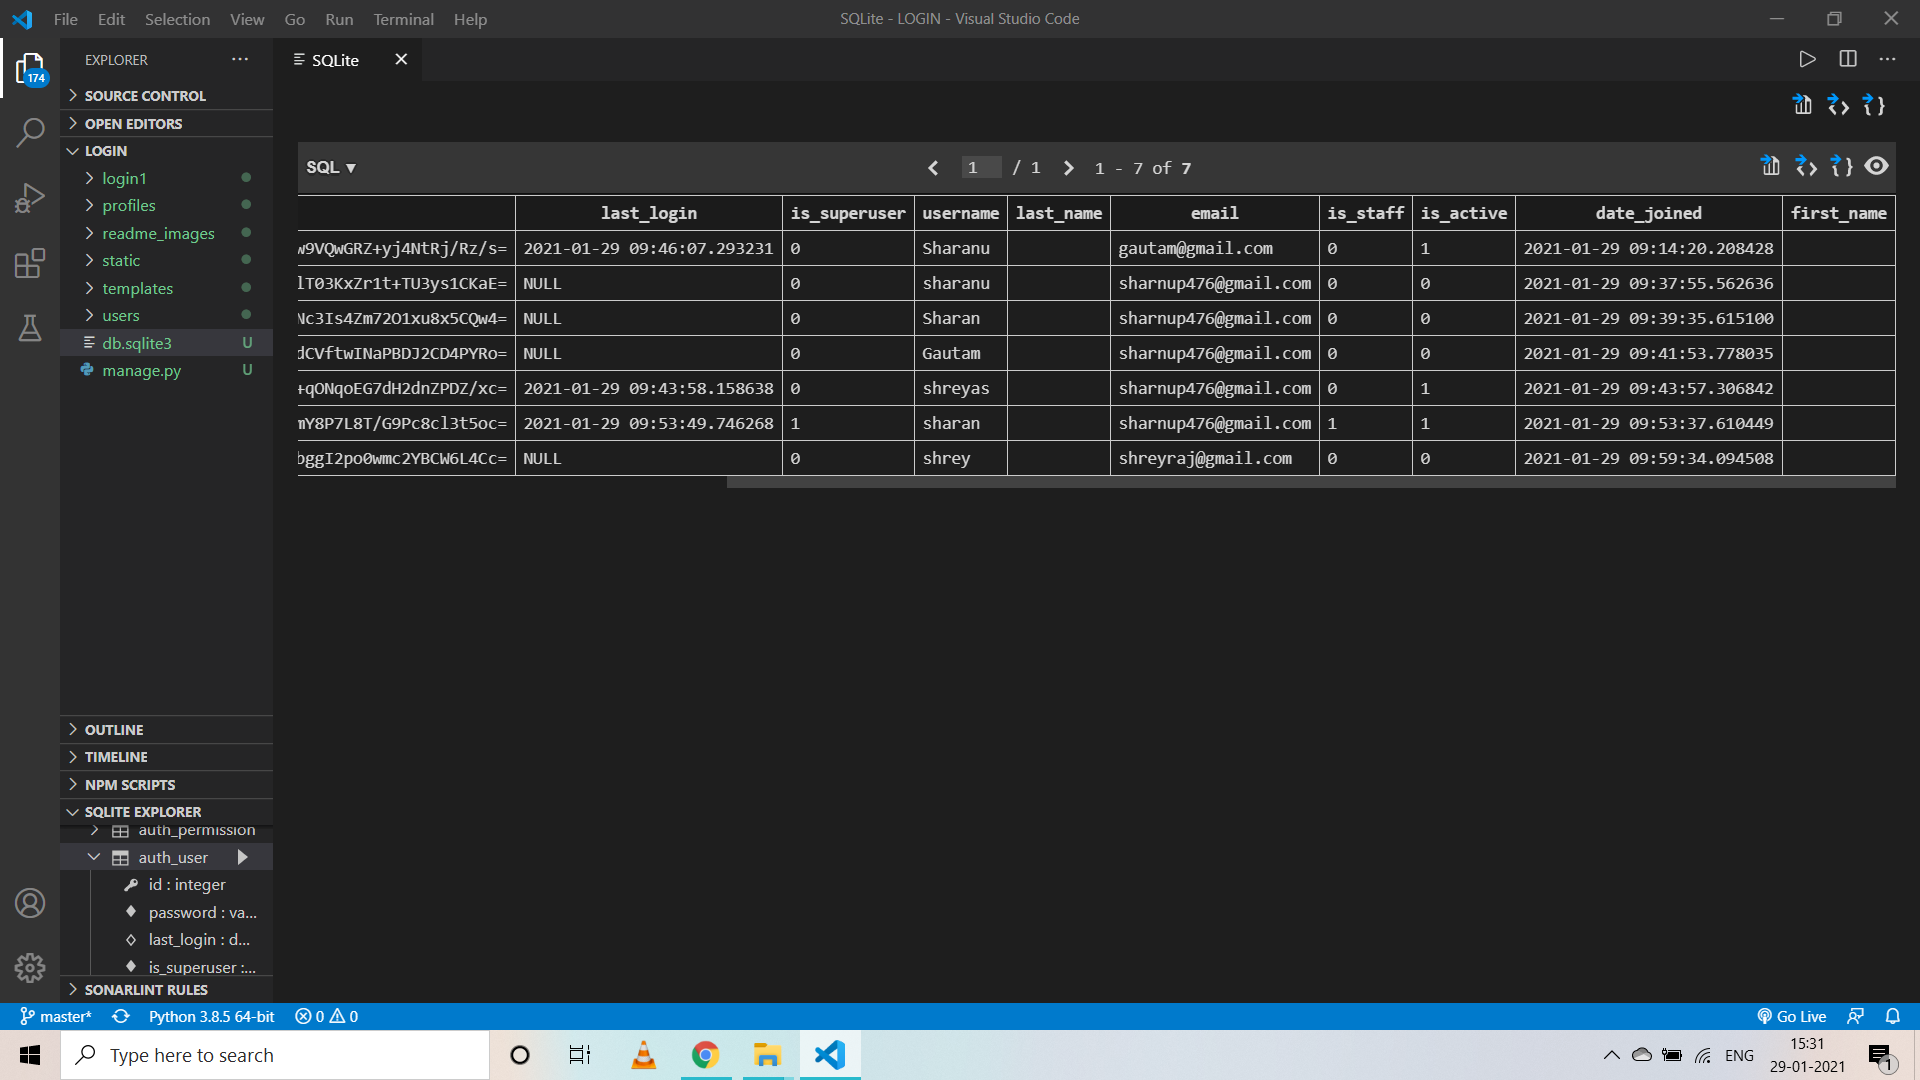 File Edit Selection View Go Run Terminal Help
SQLite - LOGIN - Visual Studio Code
EXPLORER
SQLite
174
SOURCE CONTROL
OPEN EDITORS
LOGIN
login1
profiles
readme_images
static
templates
users
db.sqlite3 U
manage.py U
SQL ▼ 1 / 1 1 - 7 of 7
last_login is_superuser username last_name email is_staff is_active date_joined first_name
w9VQwGRZ+yj4NtRj/Rz/s= 2021-01-29 09:46:07.293231 0 Sharanu gautam@gmail.com 0 1 2021-01-29 09:14:20.208428
lT03KxZr1t+TU3ys1CKaE= NULL 0 sharanu sharnup476@gmail.com 0 0 2021-01-29 09:37:55.562636
Nc3Is4Zm72O1xu8x5CQw4= NULL 0 Sharan sharnup476@gmail.com 0 0 2021-01-29 09:39:35.615100
dCVftwINaPBDJ2CD4PYRo= NULL 0 Gautam sharnup476@gmail.com 0 0 2021-01-29 09:41:53.778035
+qONqoEG7dH2dnZPDZ/xc= 2021-01-29 09:43:58.158638 0 shreyas sharnup476@gmail.com 0 1 2021-01-29 09:43:57.306842
mY8P7L8T/G9Pc8cl3t5oc= 2021-01-29 09:53:49.746268 1 sharan sharnup476@gmail.com 1 1 2021-01-29 09:53:37.610449
bggI2po0wmc2YBCW6L4Cc= NULL 0 shrey shreyraj@gmail.com 0 0 2021-01-29 09:59:34.094508
OUTLINE
TIMELINE
NPM SCRIPTS
SQLITE EXPLORER
auth_permission
auth_user
id : integer
password : va...
last_login : d...
is_superuser :...
SONARLINT RULES
master* Python 3.8.5 64-bit 0 0 Go Live
Type here to search
ENG
15:31
29-01-2021
1